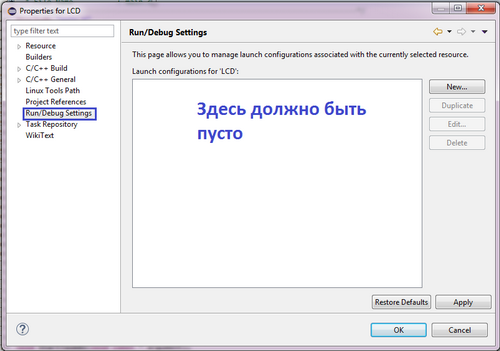 Properties for LCD
type filter text
Resource
Builders
C/C++ Build
C/C++ General
Linux Tools Path
Project References
Run/Debug Settings
Task Repository
WikiText
Run/Debug Settings
This page allows you to manage launch configurations associated with the currently selected resource.
Launch configurations for 'LCD':
Здесь должно быть
пусто
New...
Duplicate
Edit...
Delete
Restore Defaults
Apply
?
OK
Cancel